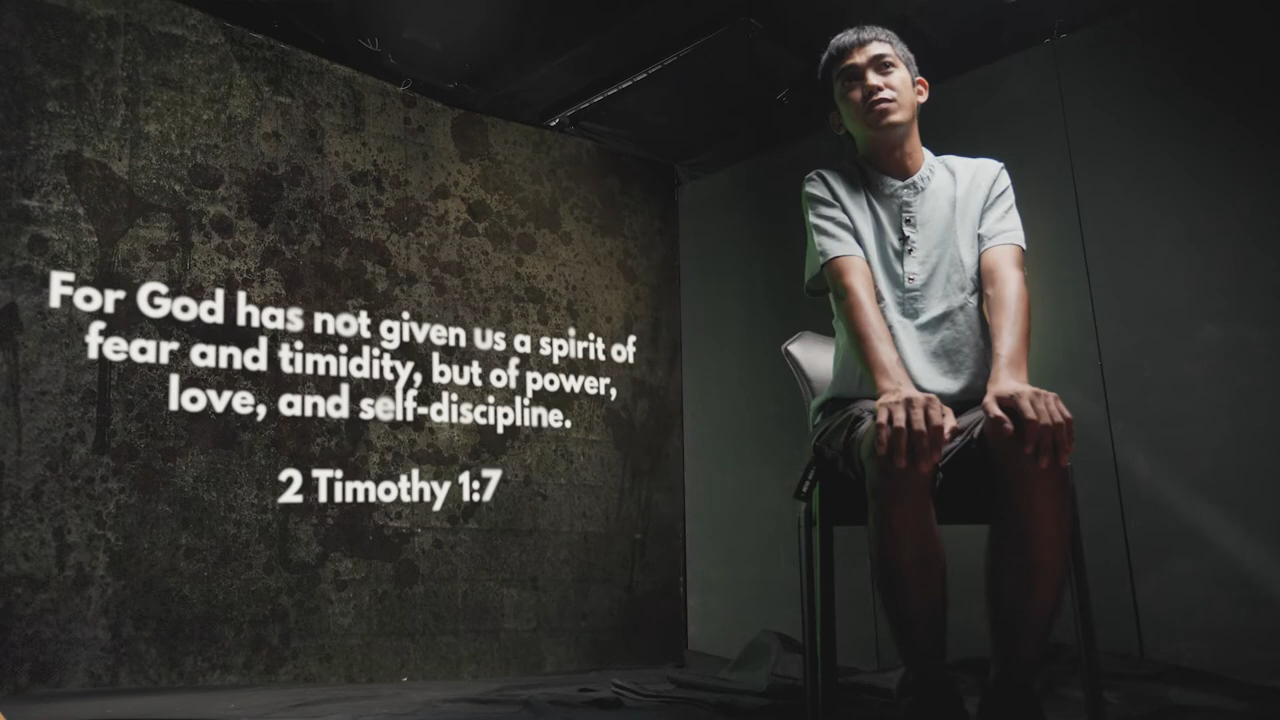 For God has not given us a spirit of
fear and timidity, but of power,
love, and self-discipline.
2 Timothy 1:7